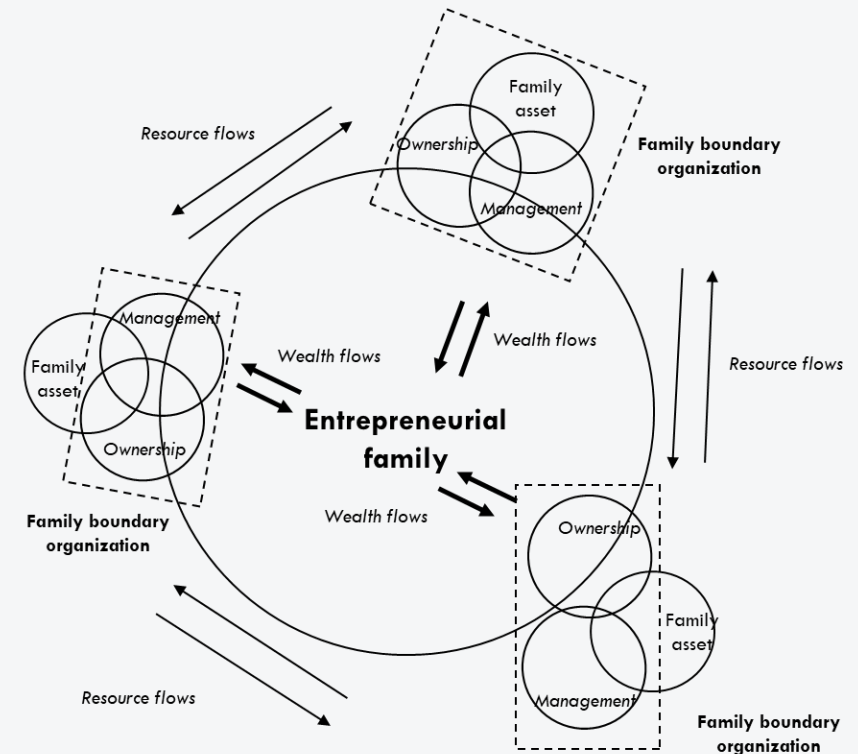 Family
asset
Ownership
Management
Family boundary
organization
Resource flows
Wealth flows
Resource flows
Management
Family
asset
Ownership
Family boundary
organization
Wealth flows
Entrepreneurial
family
Wealth flows
Ownership
Family
asset
Management
Family boundary
organization
Resource flows